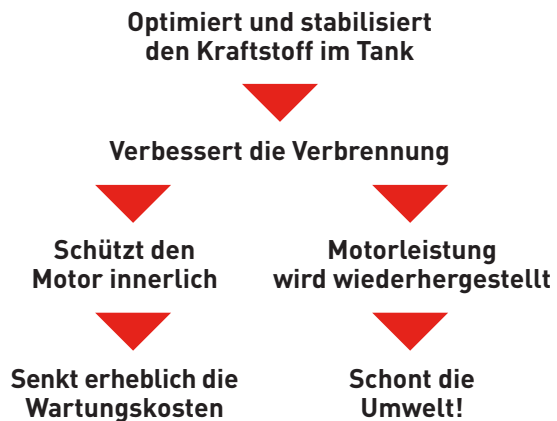 Optimiert und stabilisiert
den Kraftstoff im Tank
Verbessert die Verbrennung
Schützt den
Motor innerlich
Motorleistung
wird wiederhergestellt
Senkt erheblich die
Wartungskosten
Schont die
Umwelt!